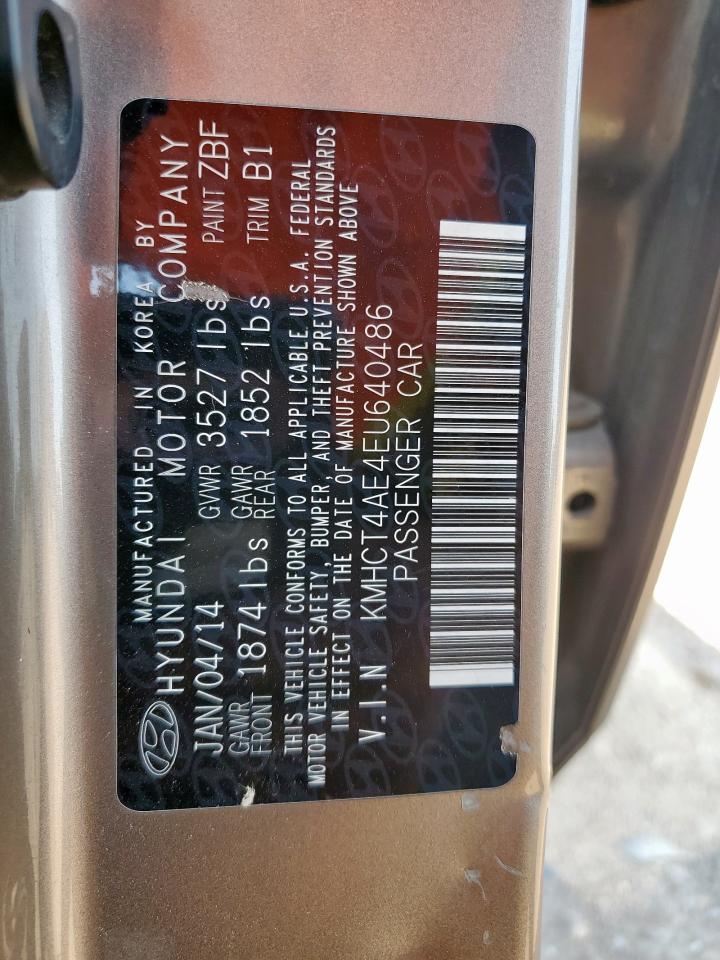 MANUFACTURED IN KOREA BY
HYUNDAI MOTOR COMPANY
JAN/04/14 GVWR 3527 lbs PAINT ZBF
GAWR FRONT 1874 lbs GAWR REAR 1852 lbs TRIM B1
THIS VEHICLE CONFORMS TO ALL APPLICABLE U.S.A. FEDERAL
MOTOR VEHICLE SAFETY, BUMPER, AND THEFT PREVENTION STANDARDS
IN EFFECT ON THE DATE OF MANUFACTURE SHOWN ABOVE
V.I.N KMHCT4AE4EU640486
PASSENGER CAR